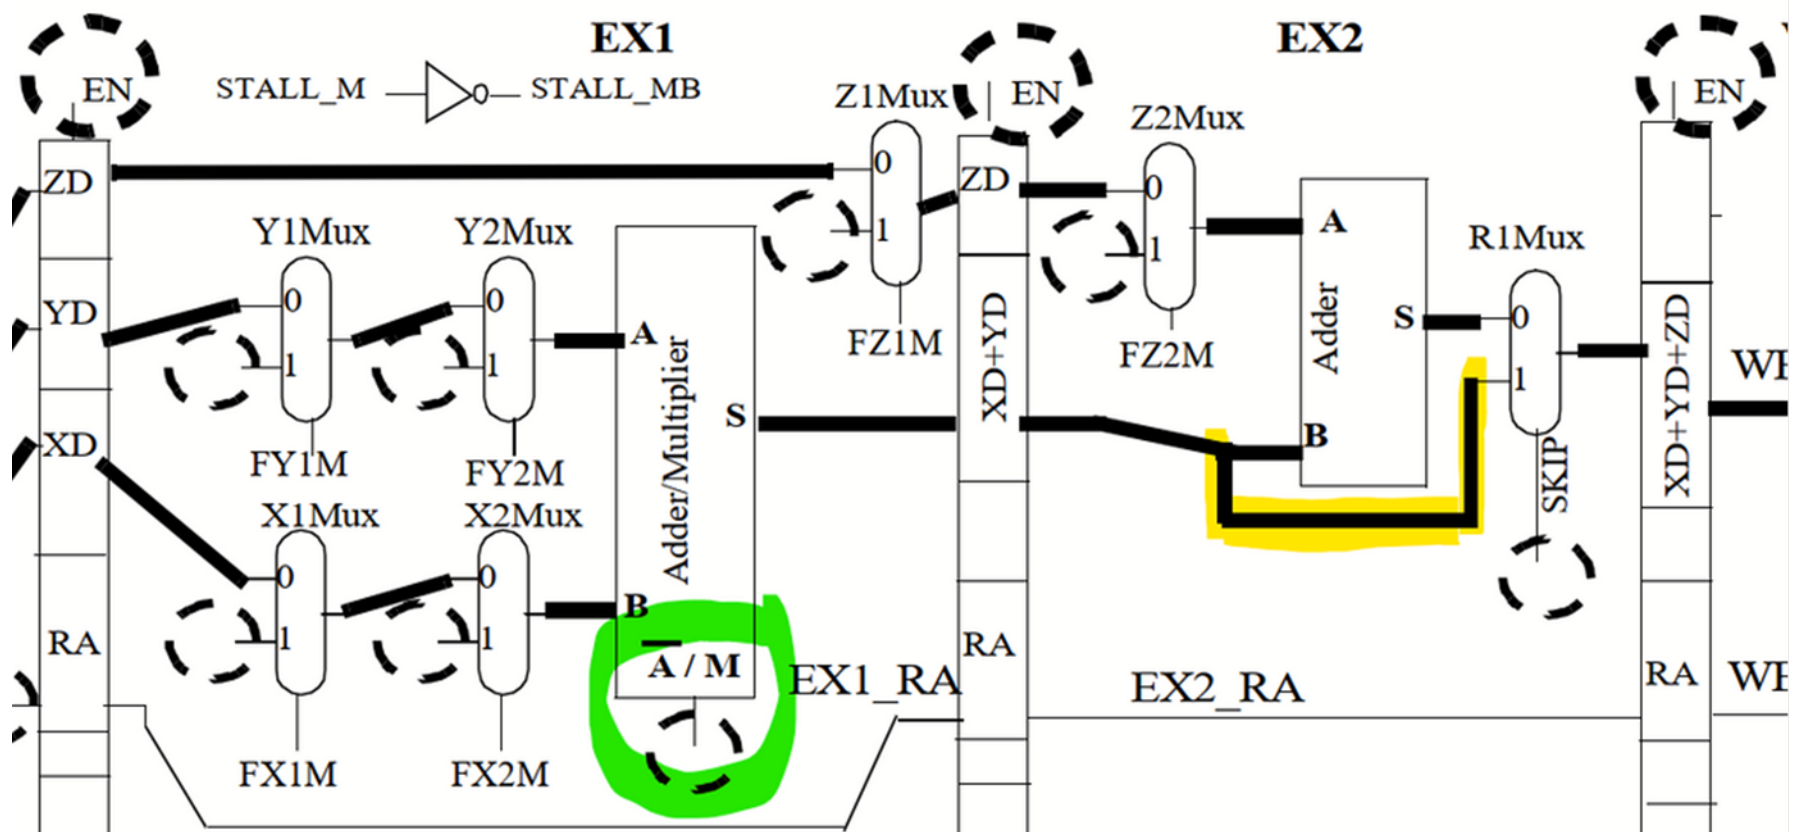 EX1
EX2
EN
STALL_M
STALL_MB
Z1Mux
EN
Z2Mux
EN
ZD
0
1
ZD
0
1
A
R1Mux
Y1Mux
Y2Mux
YD
0
1
0
1
A
FZ1M
FZ2M
XD+YD
Adder
S
0
1
XD+YD+ZD
XD
FY1M
FY2M
Adder/Multiplier
S
B
SKIP
X1Mux
X2Mux
0
1
0
1
B
A / M
RA
EX1_RA
RA
EX2_RA
RA
FX1M
FX2M